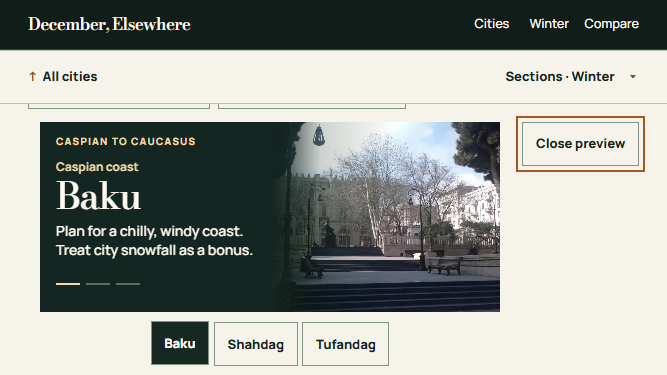 December, Elsewhere
Cities Winter Compare
↑ All cities
Sections · Winter
CASPIAN TO CAUCASUS
Caspian coast
Baku
Plan for a chilly, windy coast.
Treat city snowfall as a bonus.
Close preview
Baku Shahdag Tufandag